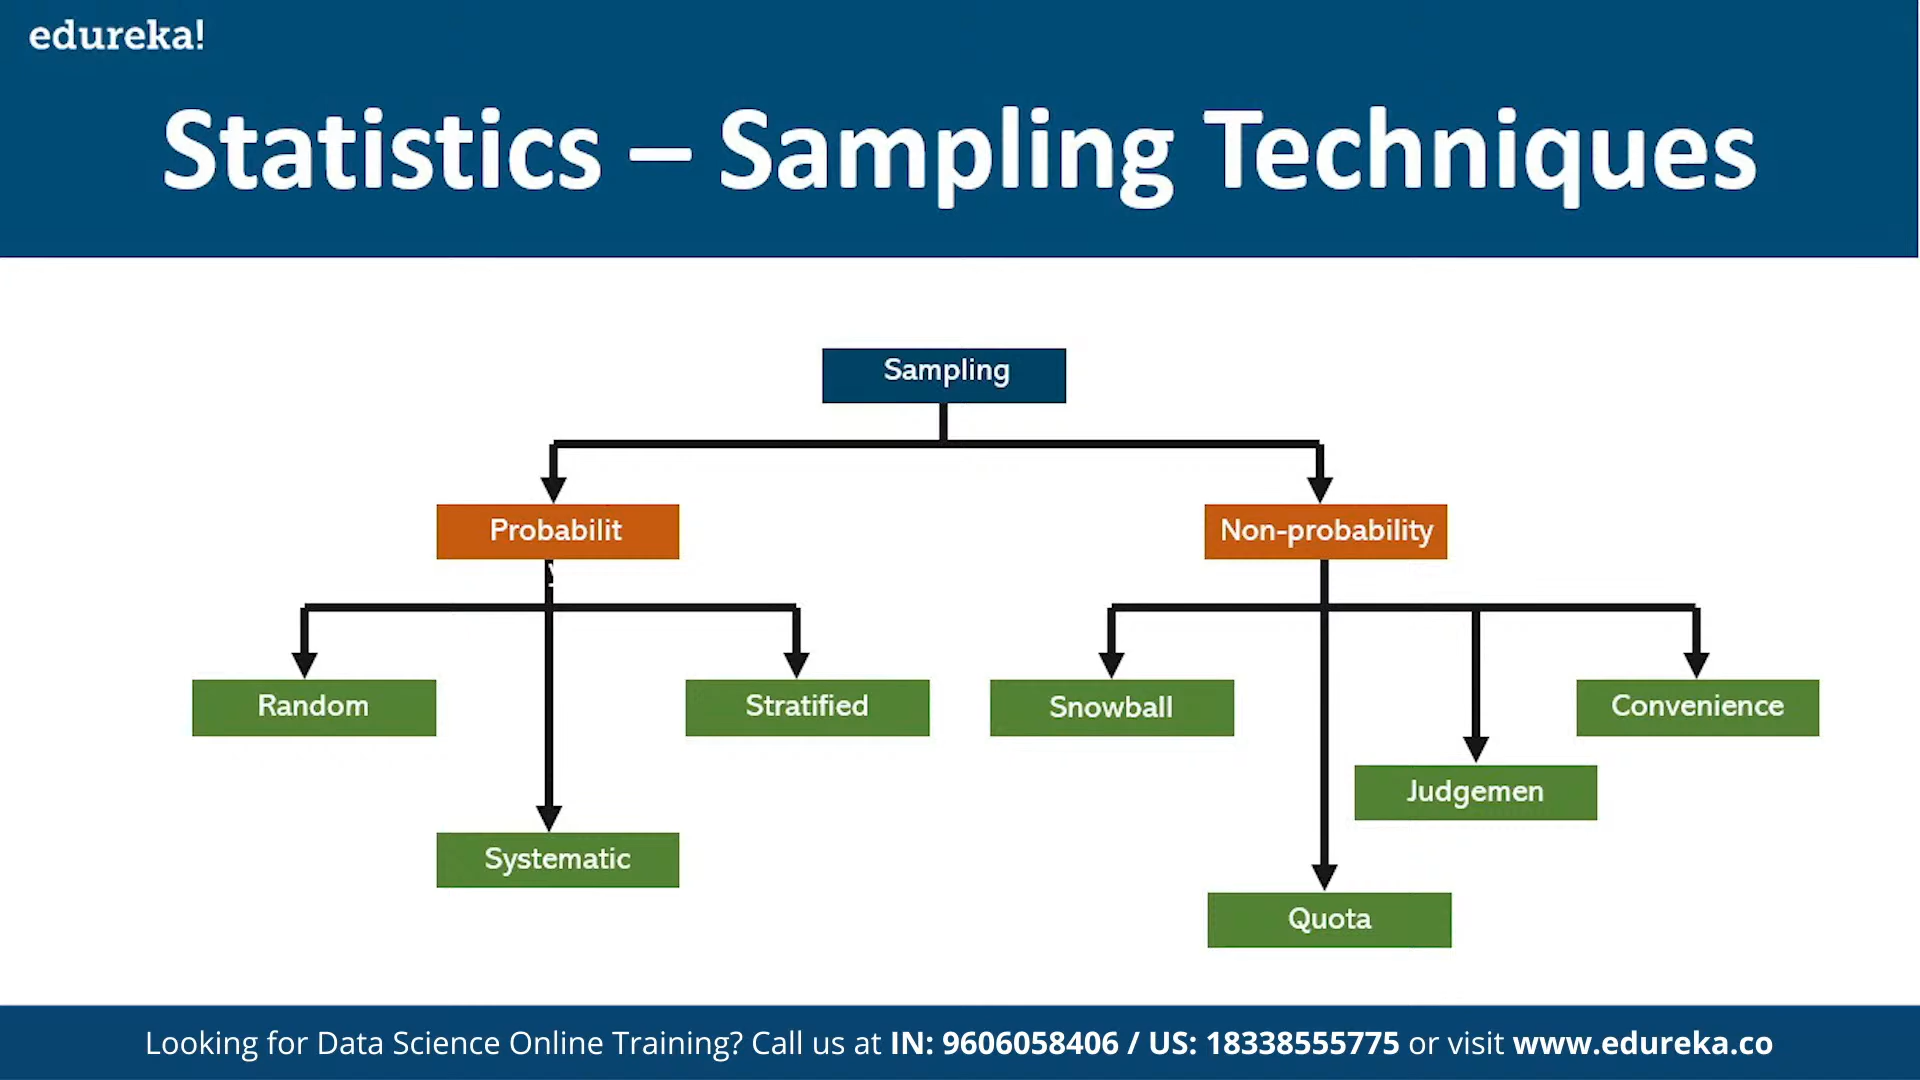 edureka!
Statistics – Sampling Techniques
Sampling
Probabilit
y
Non-probability
Random
Stratified
Snowball
Convenience
Judgemen
Systematic
Quota
Looking for Data Science Online Training? Call us at IN: 9606058406 / US: 18338555775 or visit www.edureka.co